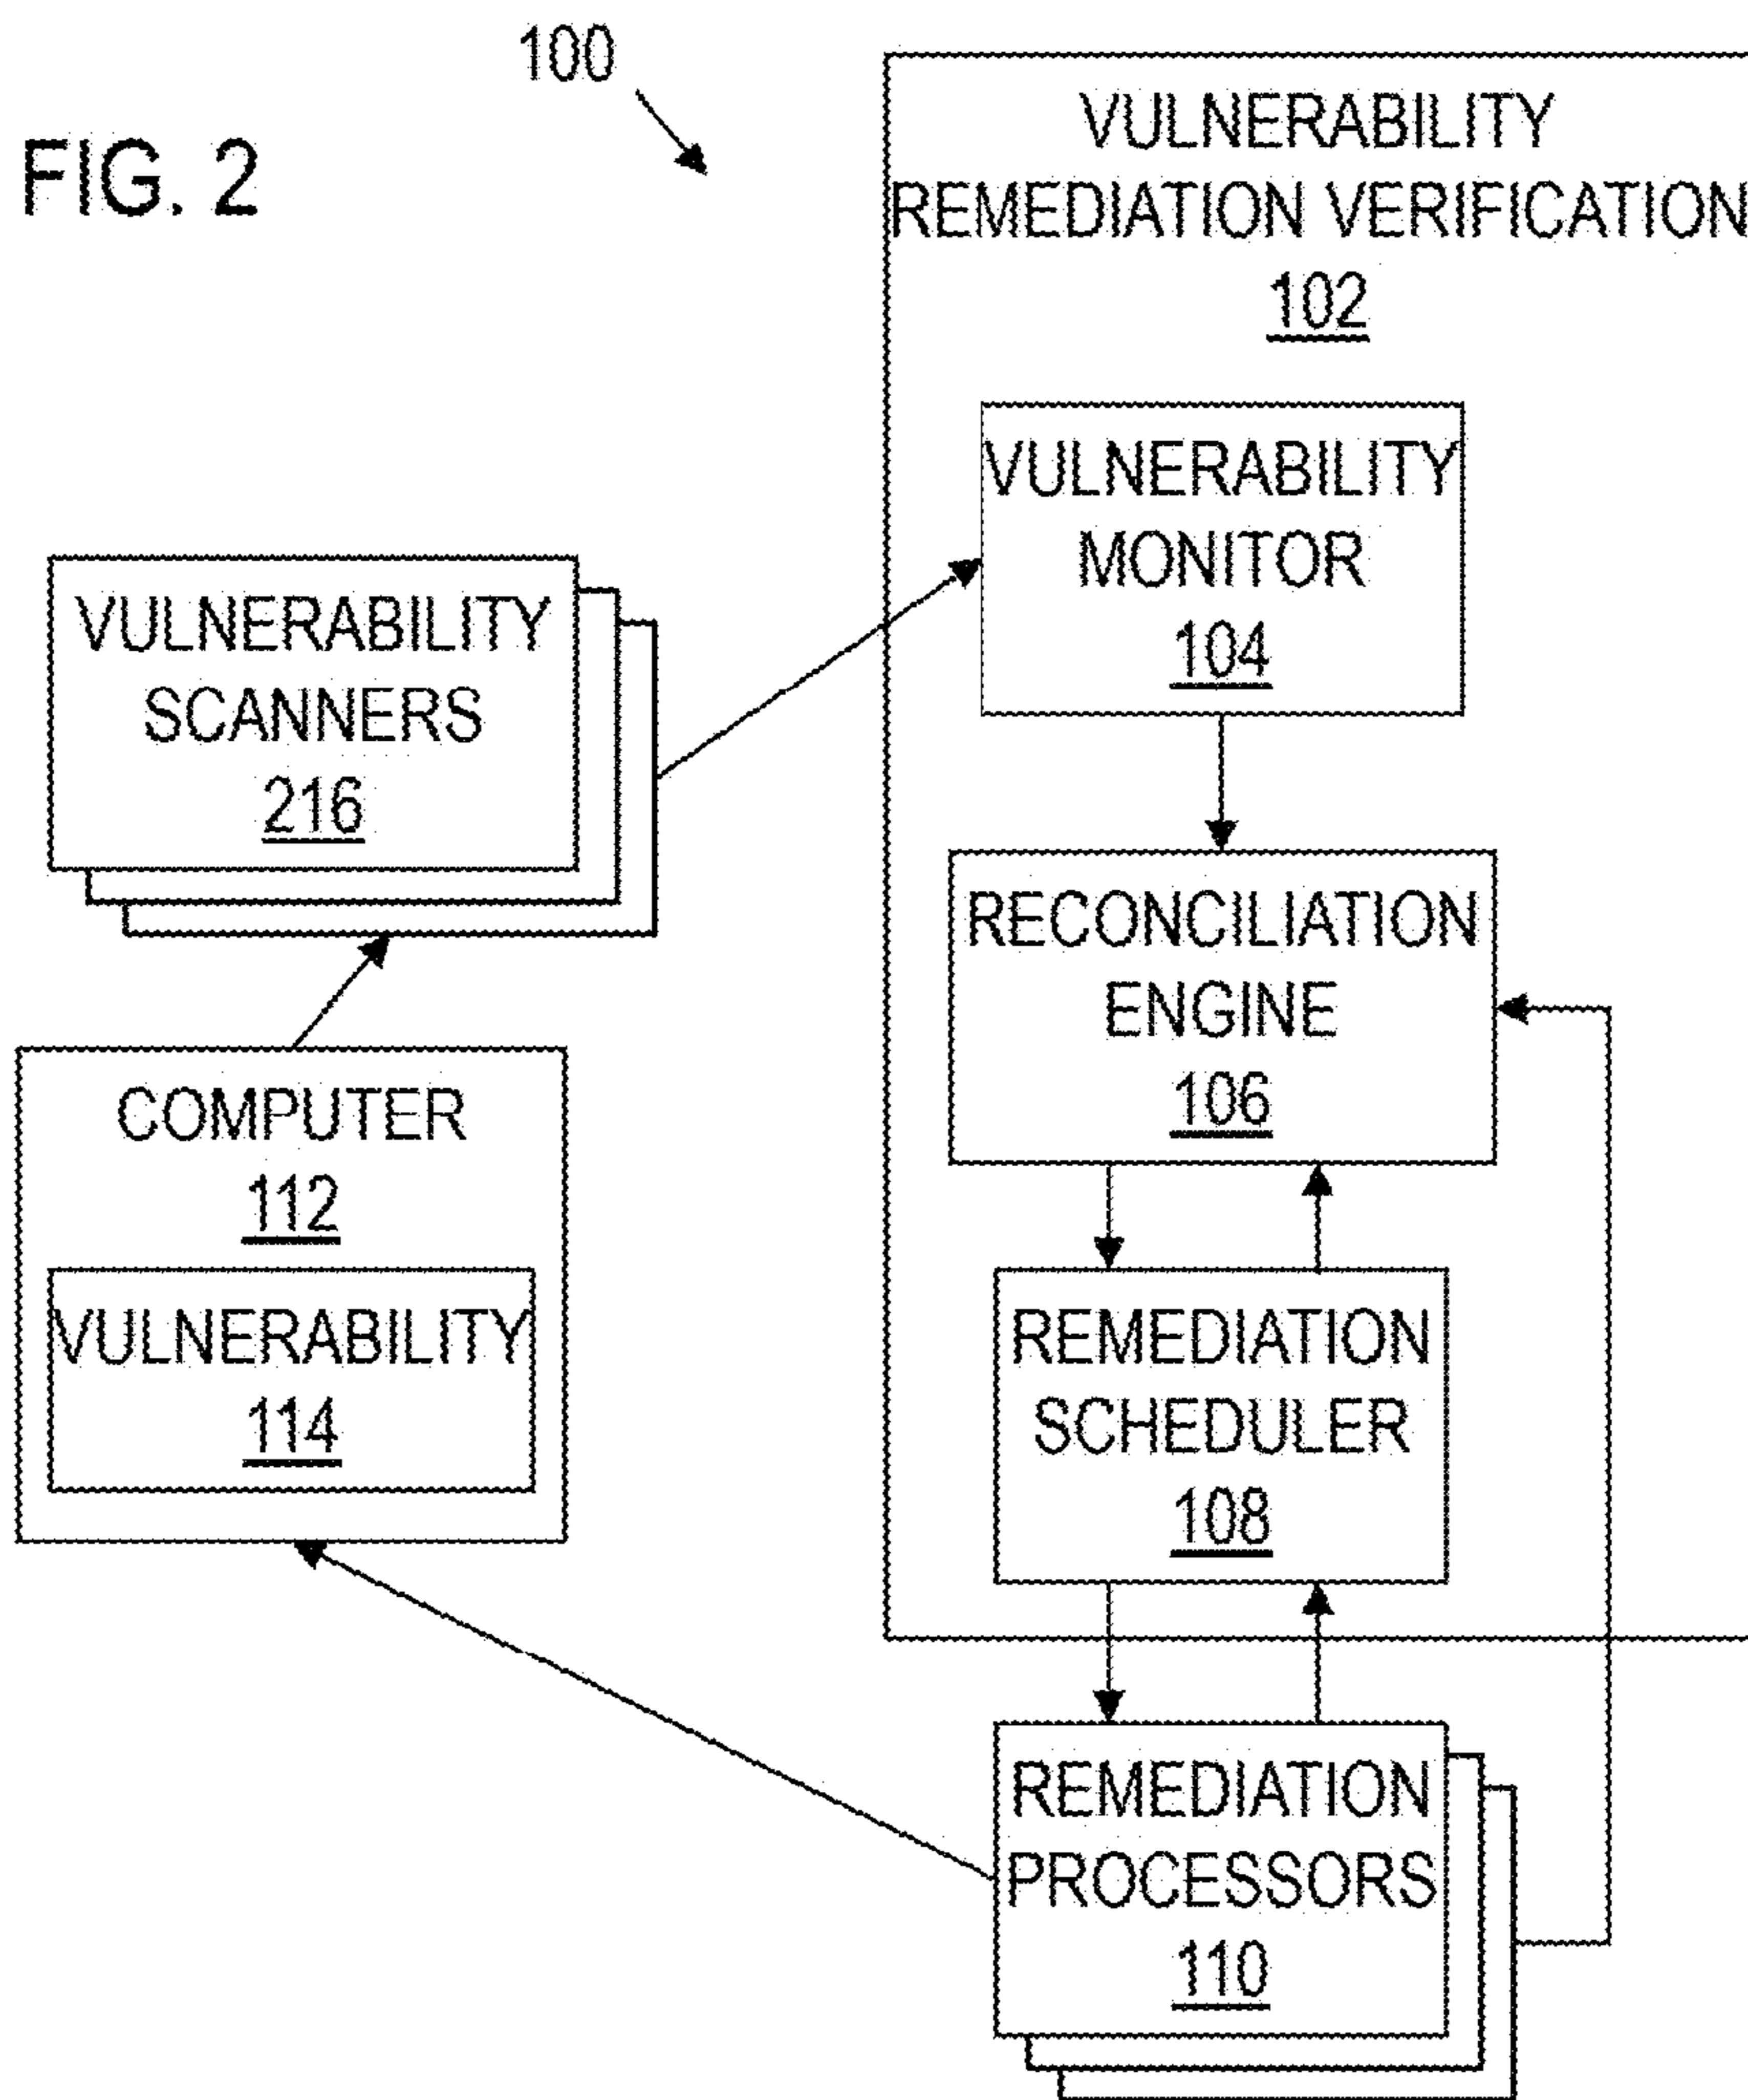 100
FIG. 2
VULNERABILITY
REMEDIATION VERIFICATION
102
VULNERABILITY
MONITOR
104
VULNERABILITY
SCANNERS
216
RECONCILIATION
ENGINE
106
COMPUTER
112
VULNERABILITY
114
REMEDIATION
SCHEDULER
108
REMEDIATION
PROCESSORS
110